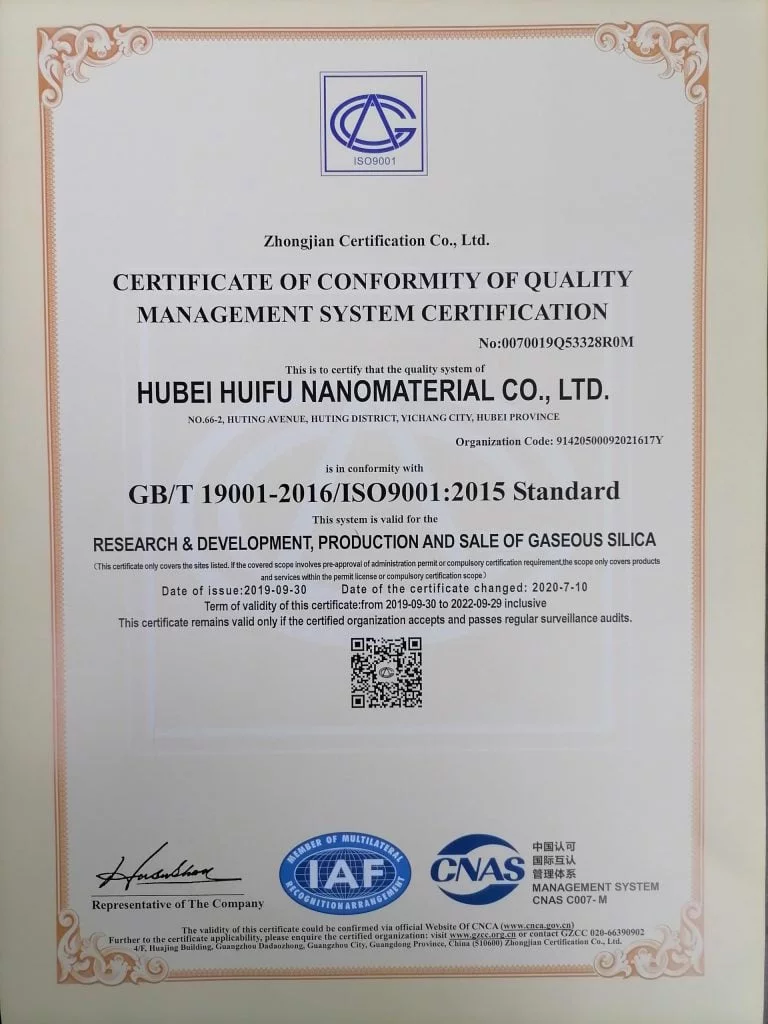 ISO9001
Zhongjian Certification Co., Ltd.
CERTIFICATE OF CONFORMITY OF QUALITY
MANAGEMENT SYSTEM CERTIFICATION
No:0070019Q53328R0M
This is to certify that the quality system of
HUBEI HUIFU NANOMATERIAL CO., LTD.
NO.66-2, HUTING AVENUE, HUTING DISTRICT, YICHANG CITY, HUBEI PROVINCE
Organization Code: 91420500092021617Y
is in conformity with
GB/T 19001-2016/ISO9001:2015 Standard
This system is valid for the
RESEARCH & DEVELOPMENT, PRODUCTION AND SALE OF GASEOUS SILICA
(This certificate only covers the sites listed. If the covered scope involves pre-approval of administration permit or compulsory certification requirement,the scope only covers products
and services within the permit license or compulsory certification scope)
Date of issue:2019-09-30 Date of the certificate changed: 2020-7-10
Term of validity of this certificate:from 2019-09-30 to 2022-09-29 inclusive
This certificate remains valid only if the certified organization accepts and passes regular surveillance audits.
Representative of The Company
MEMBER OF MULTILATERAL
IAF
RECOGNITION ARRANGEMENT
CNAS
中国认可
国际互认
管理体系
MANAGEMENT SYSTEM
CNAS C007-M
The validity of this certificate could be confirmed via official Website Of CNCA (www.cnca.gov.cn)
Further to the certificate applicability, please enquire the certified organization: visit www.gzcc.org.cn or contact GZCC 020-66390902
4/F, Huajing Building, Guangzhou Dadaozhong, Guangzhou City, Guangdong Province, China (510600) Zhongjian Certification Co., Ltd.